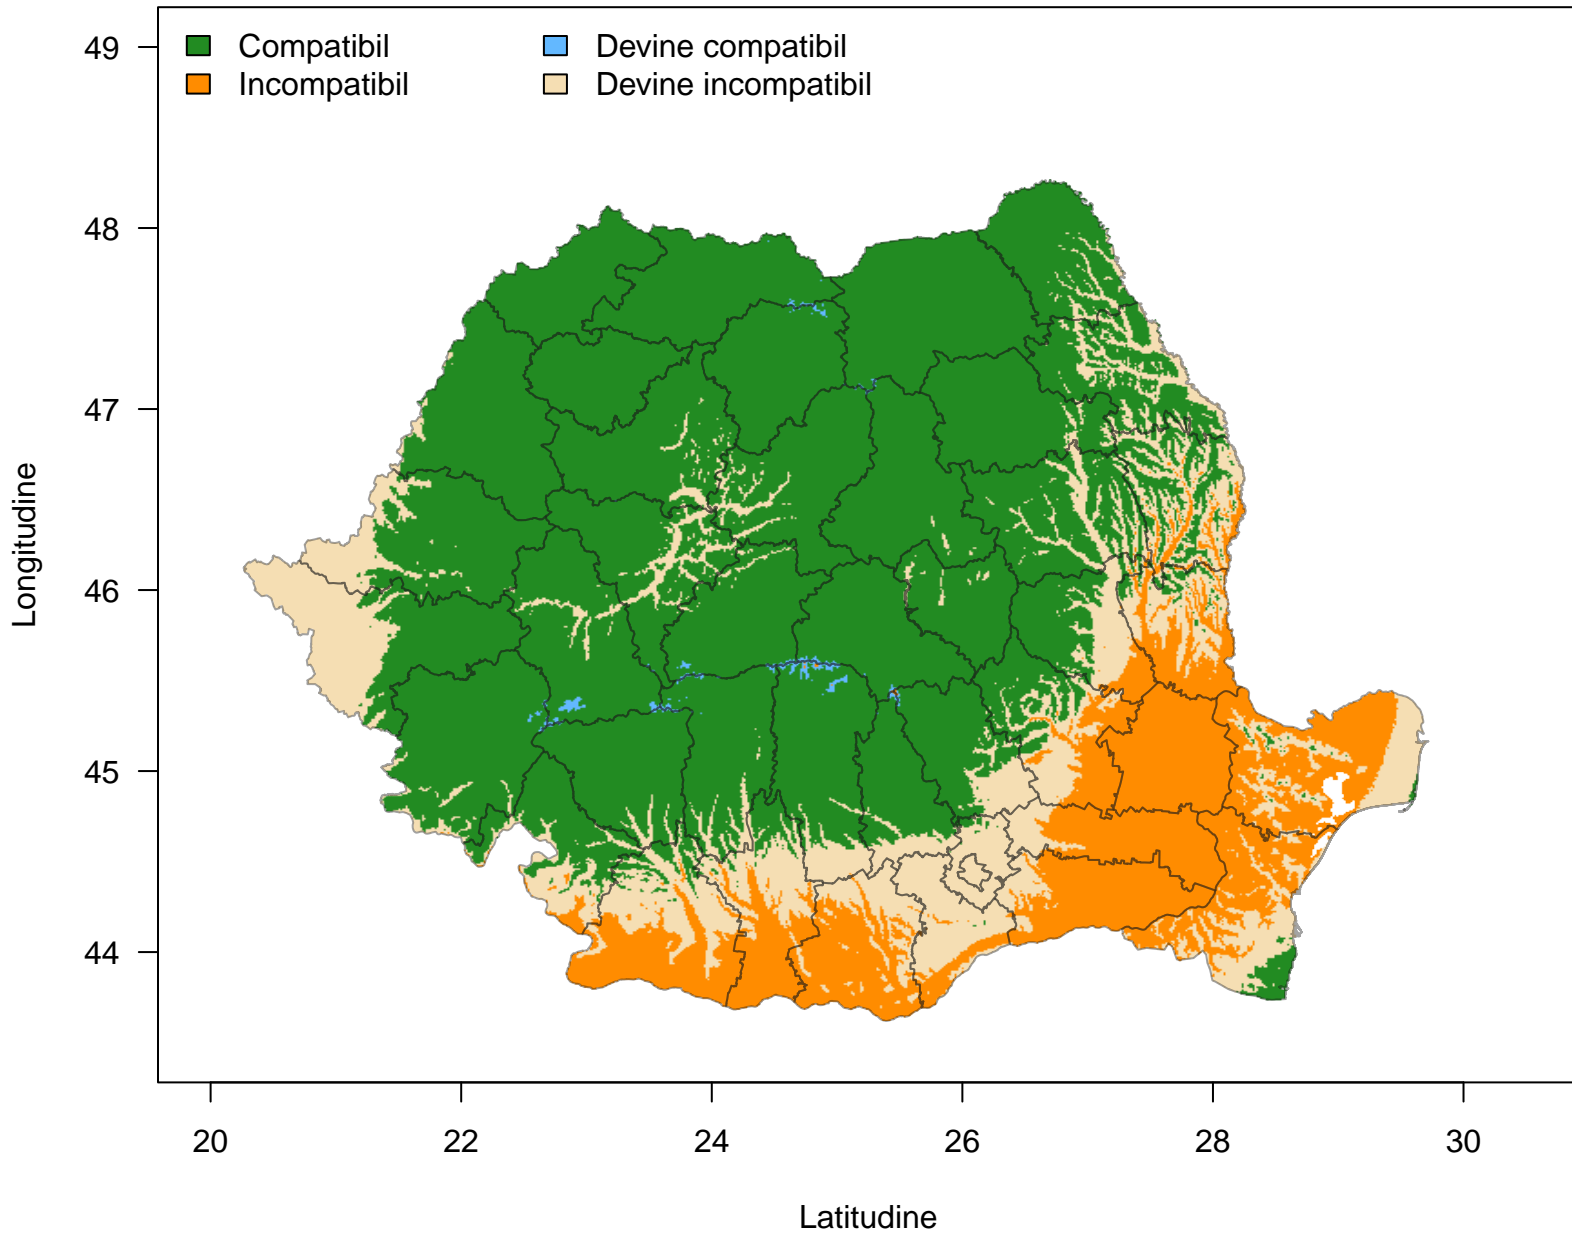 Compatibil
Incompatibil
Devine compatibil
Devine incompatibil
49
48
47
46
45
44
Longitudine
20 22 24 26 28 30
Latitudine